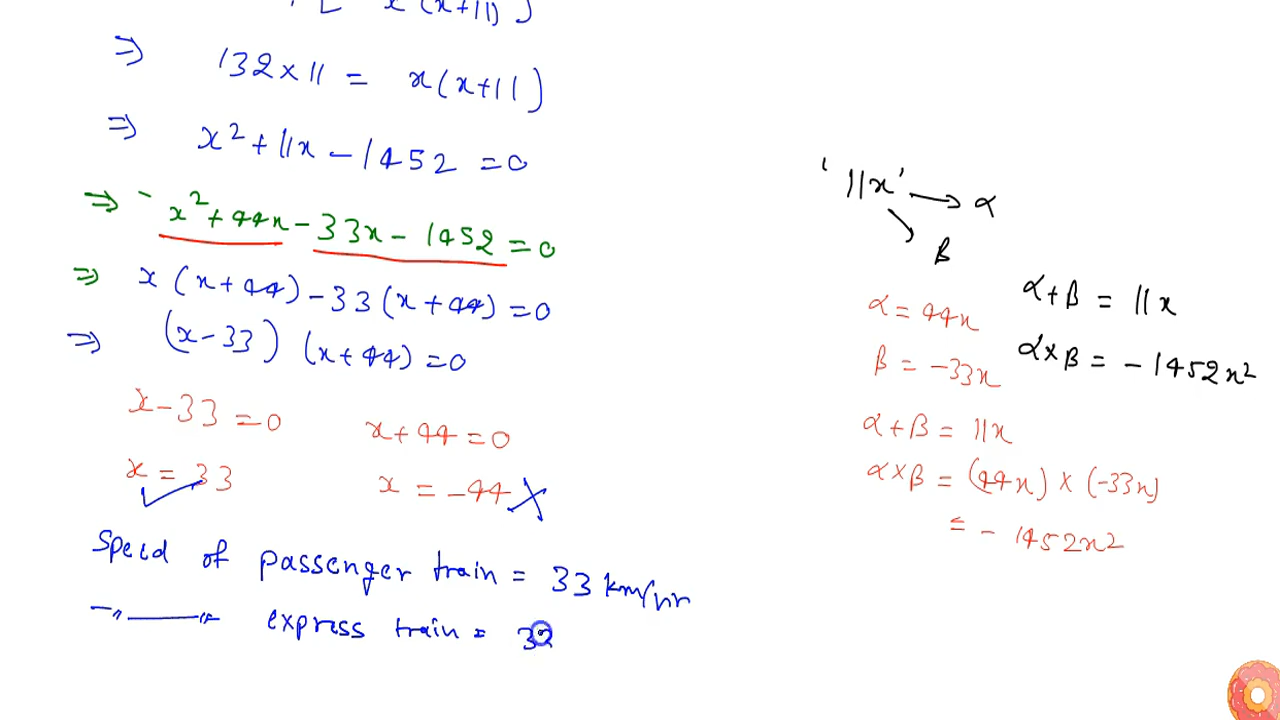 x(x+11)
⇒ 132×11 = x(x+11)
⇒ x²+11x-1452=0
⇒ x²+44x-33x-1452=0
⇒ x(x+44)-33(x+44)=0
⇒ (x-33) (x+44)=0
x-33=0 x+44=0
x=33 x=-44
Speed of passenger train = 33 km/hr
express train =
'11x' → α
β
α+β = 11x
α×β = -1452x²
α=44x
β = -33x
α+β = 11x
α×β = (44x)×(-33x)
= -1452x²